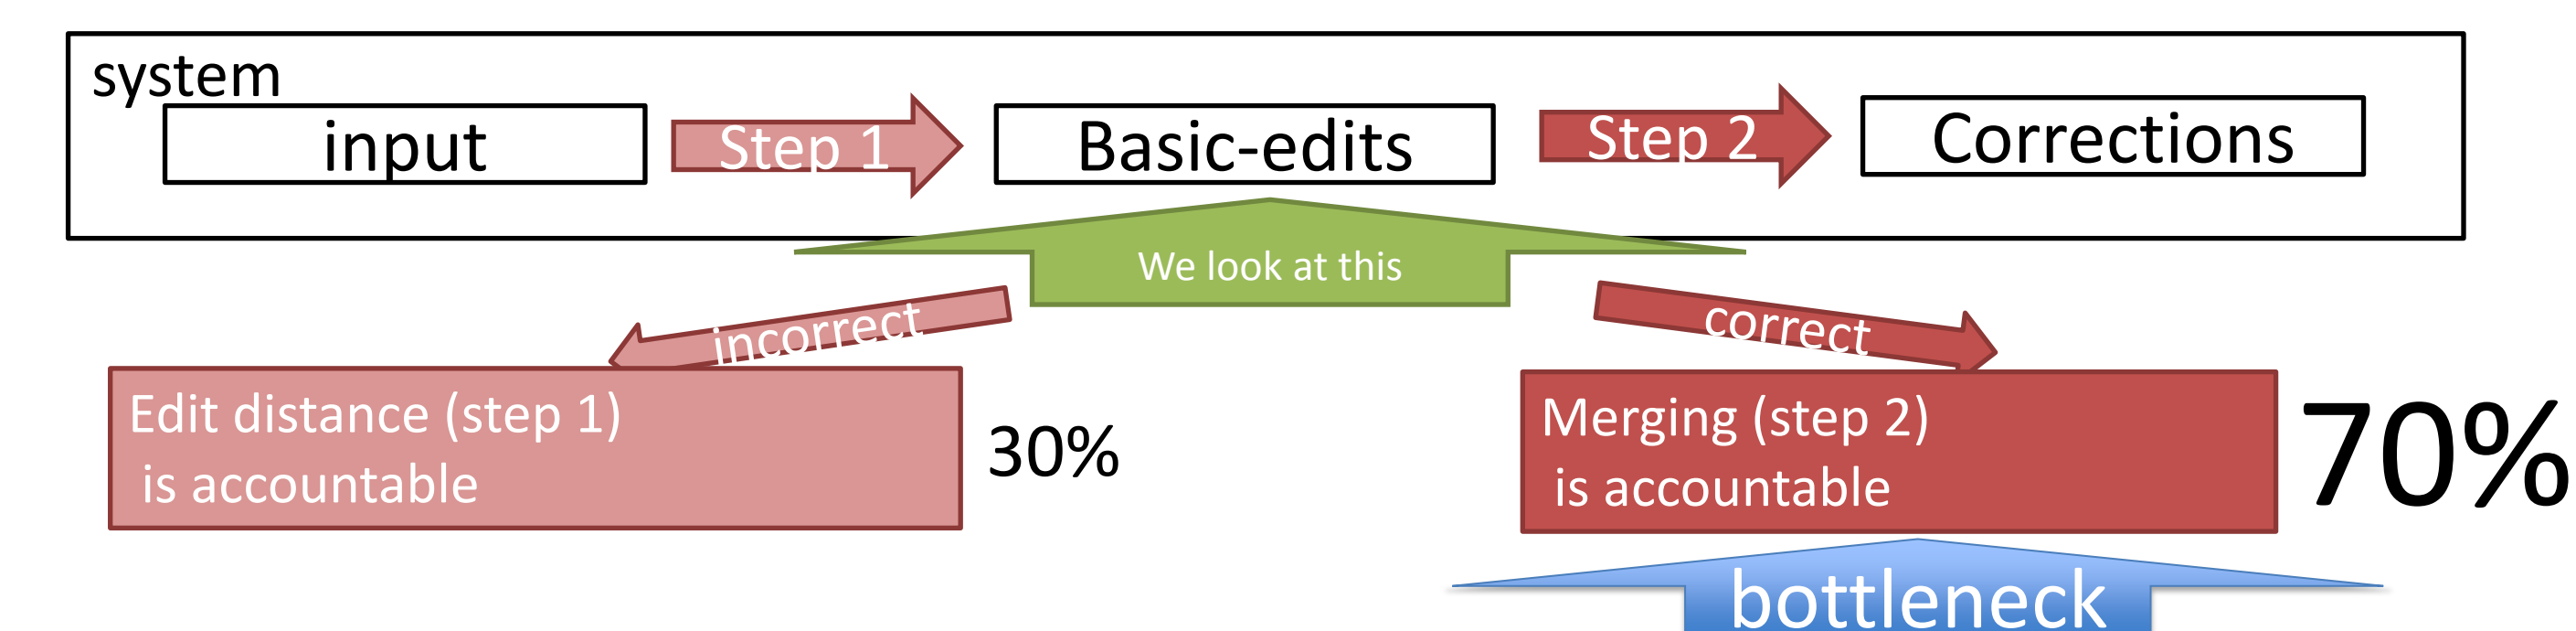 system
input
Step 1
Basic-edits
Step 2
Corrections
We look at this
incorrect
correct
Edit distance (step 1)
is accountable
30%
Merging (step 2)
is accountable
70%
bottleneck